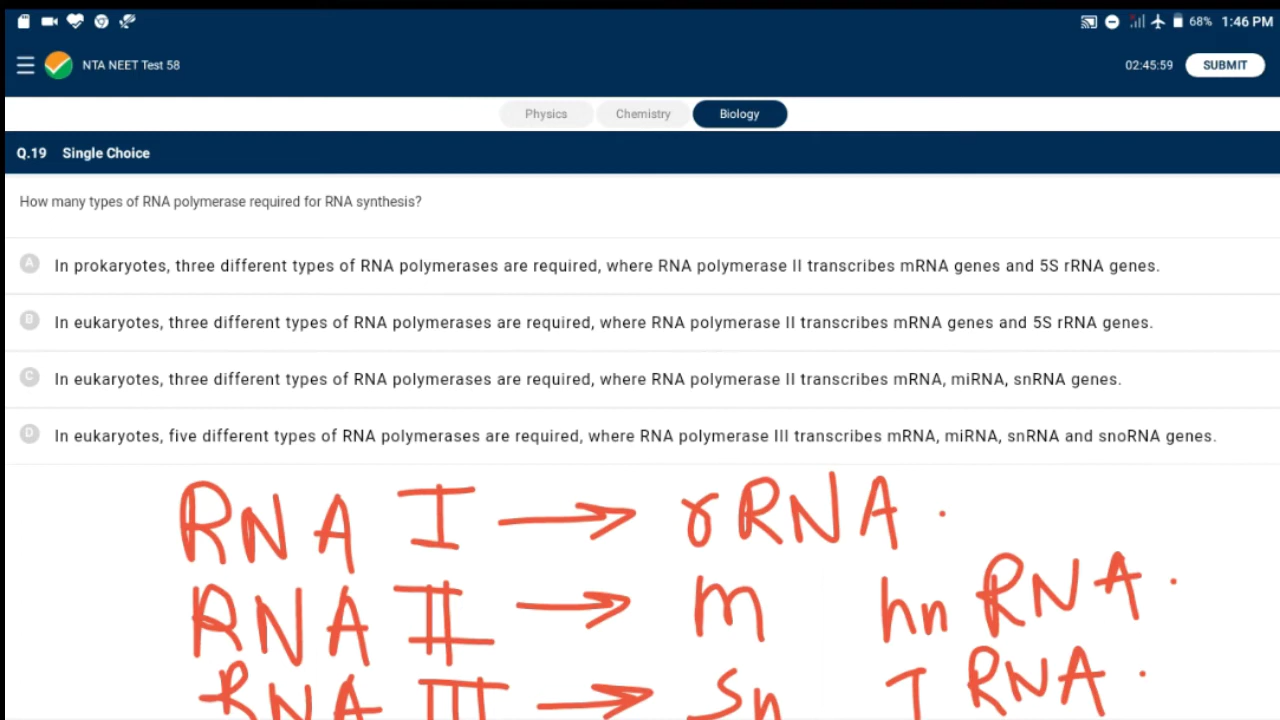 68% 1:46 PM
NTA NEET Test 58 02:45:59 SUBMIT
Physics Chemistry Biology
Q.19 Single Choice
How many types of RNA polymerase required for RNA synthesis?
A In prokaryotes, three different types of RNA polymerases are required, where RNA polymerase II transcribes mRNA genes and 5S rRNA genes.
B In eukaryotes, three different types of RNA polymerases are required, where RNA polymerase II transcribes mRNA genes and 5S rRNA genes.
C In eukaryotes, three different types of RNA polymerases are required, where RNA polymerase II transcribes mRNA, miRNA, snRNA genes.
D In eukaryotes, five different types of RNA polymerases are required, where RNA polymerase III transcribes mRNA, miRNA, snRNA and snoRNA genes.
RNA I → rRNA.
RNA II → m hn RNA.
RNA III → Sn T RNA.